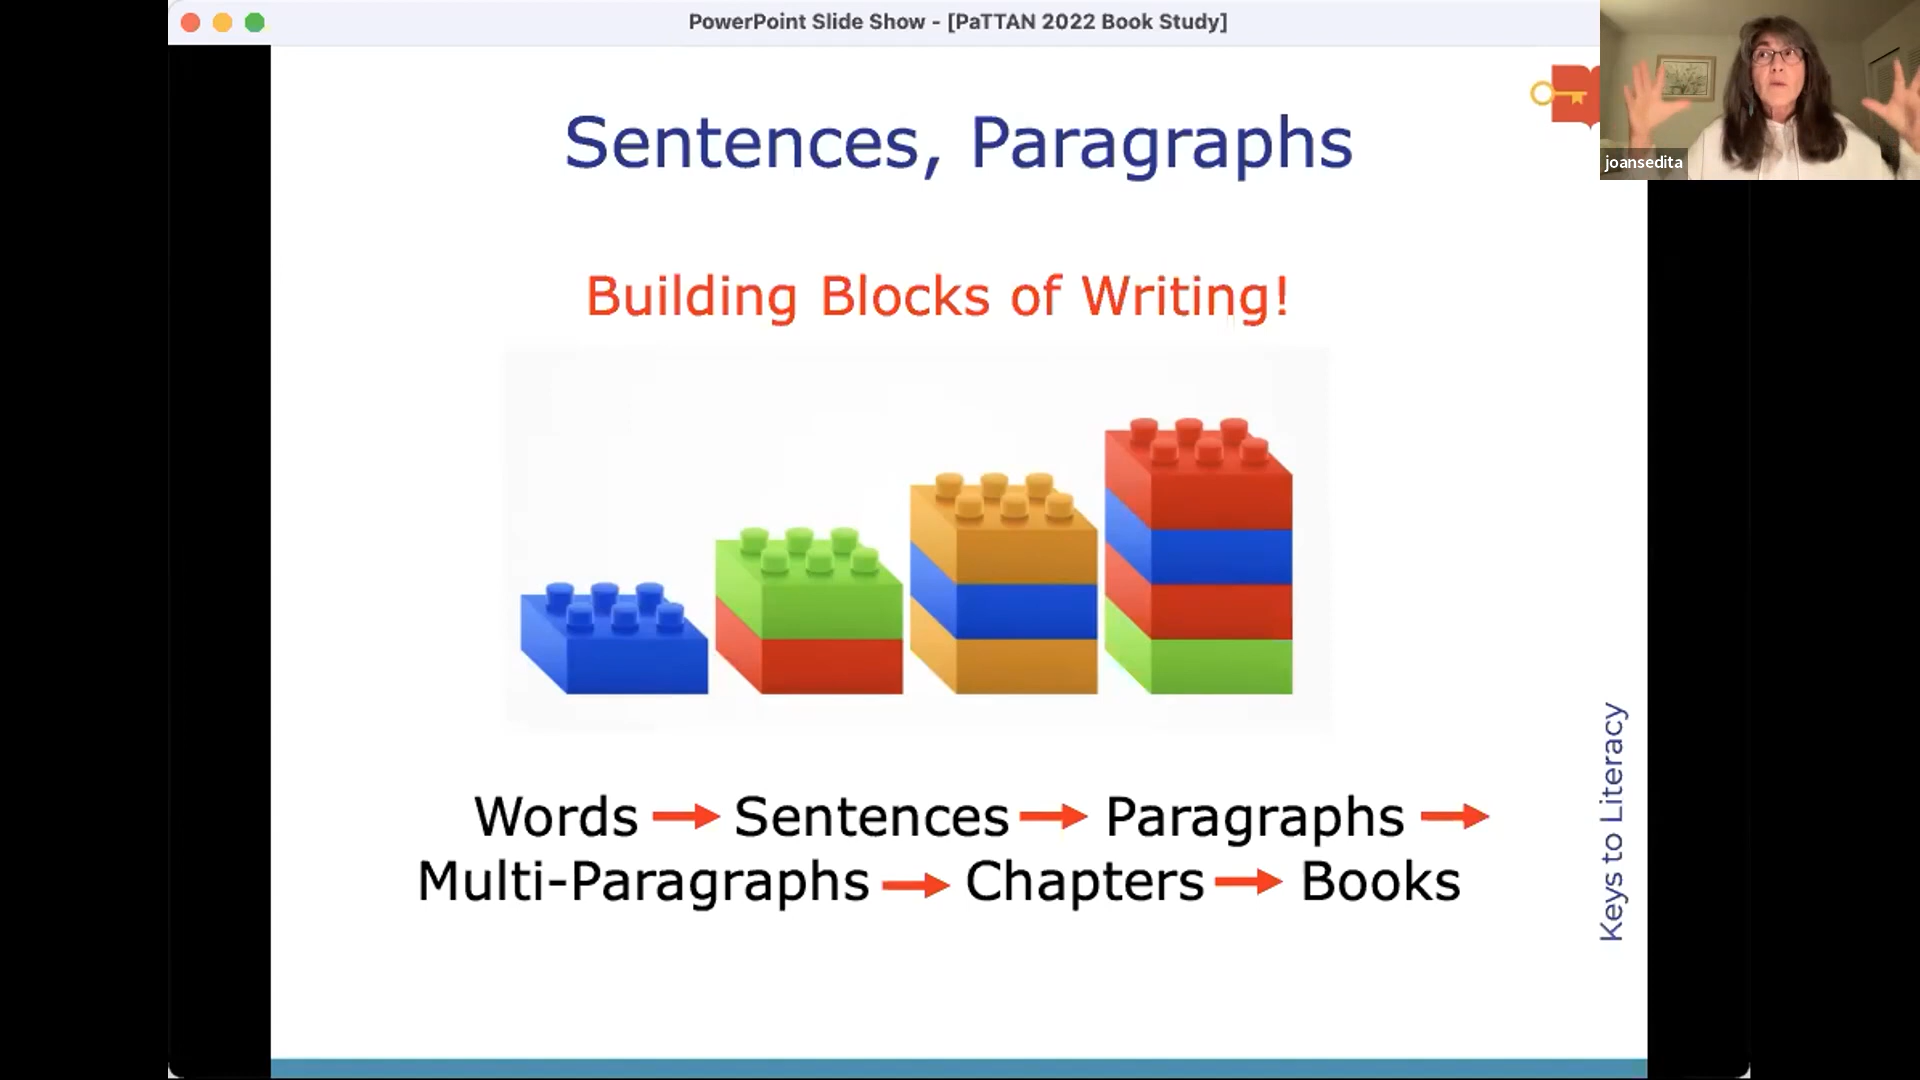 PowerPoint Slide Show - [PaTTAN 2022 Book Study]
joansedita
Sentences, Paragraphs
Building Blocks of Writing!
Words → Sentences → Paragraphs →
Multi-Paragraphs → Chapters → Books
Keys to Literacy